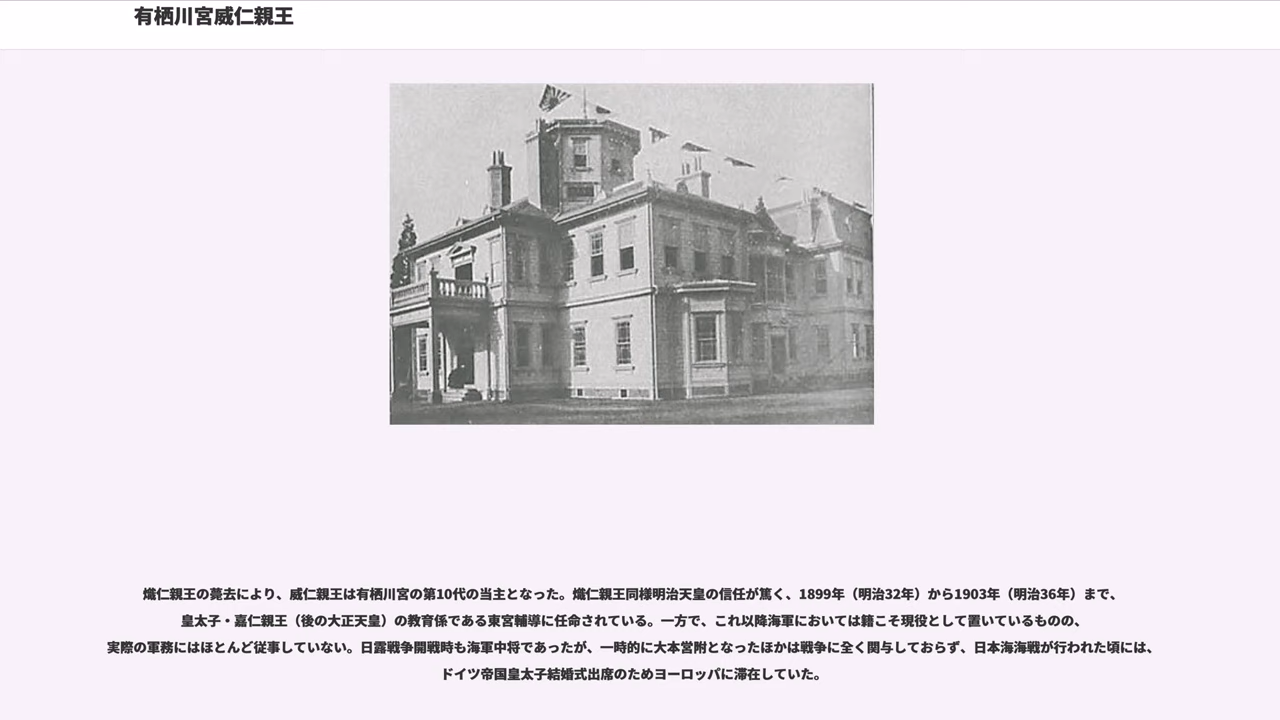 有栖川宮威仁親王
熾仁親王の薨去により、威仁親王は有栖川宮の第10代の当主となった。熾仁親王同様明治天皇の信任が篤く、1899年（明治32年）から1903年（明治36年）まで、
皇太子・嘉仁親王（後の大正天皇）の教育係である東宮輔導に任命されている。一方で、これ以降海軍においては籍こそ現役として置いているものの、
実際の軍務にはほとんど従事していない。日露戦争開戦時も海軍中将であったが、一時的に大本営附となったほかは戦争に全く関与しておらず、日本海海戦が行われた頃には、
ドイツ帝国皇太子結婚式出席のためヨーロッパに滞在していた。